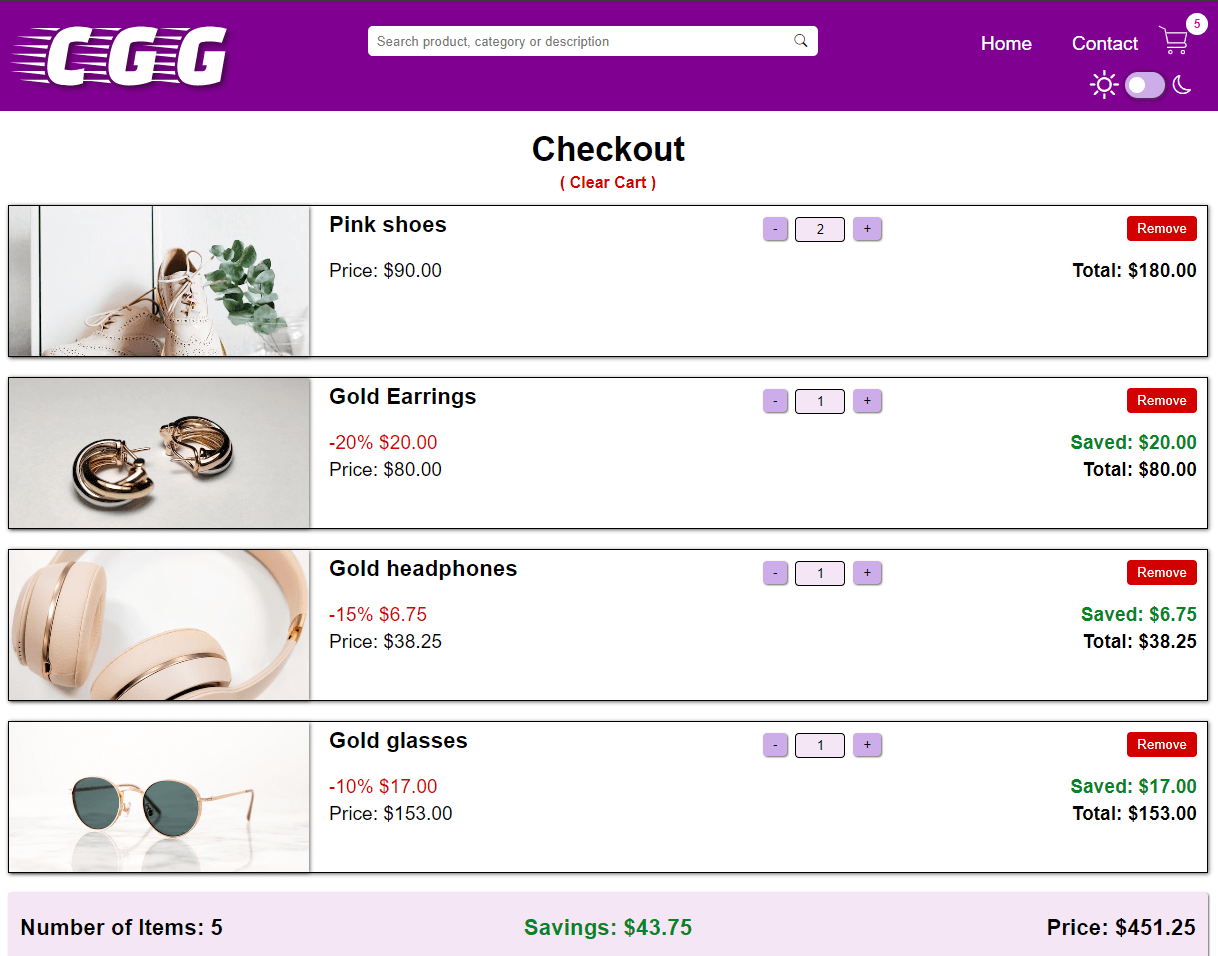 CGG
Search product, category or description
Home
Contact
5
Checkout
( Clear Cart )
Pink shoes
- 2 +
Remove
Price: $90.00
Total: $180.00
Gold Earrings
- 1 +
Remove
-20% $20.00
Saved: $20.00
Price: $80.00
Total: $80.00
Gold headphones
- 1 +
Remove
-15% $6.75
Saved: $6.75
Price: $38.25
Total: $38.25
Gold glasses
- 1 +
Remove
-10% $17.00
Saved: $17.00
Price: $153.00
Total: $153.00
Number of Items: 5
Savings: $43.75
Price: $451.25